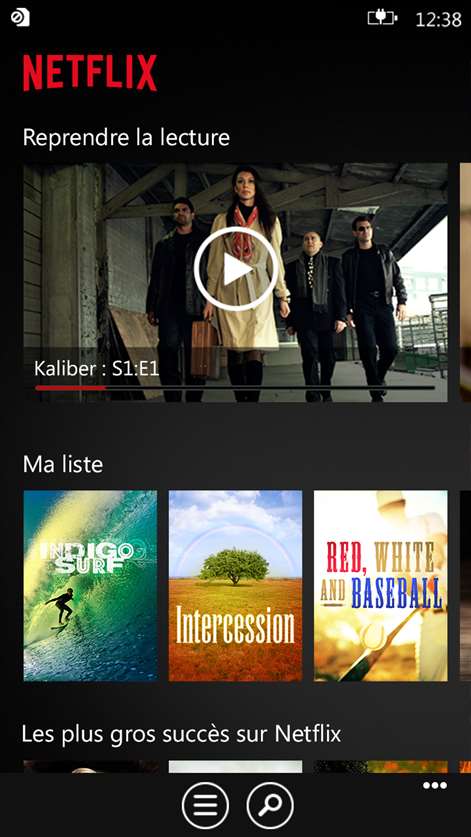 12:38
NETFLIX
Reprendre la lecture
Kaliber : S1:E1
Ma liste
INDIGO
SURF
Intercession
RED, WHITE
AND BASEBALL
Les plus gros succès sur Netflix